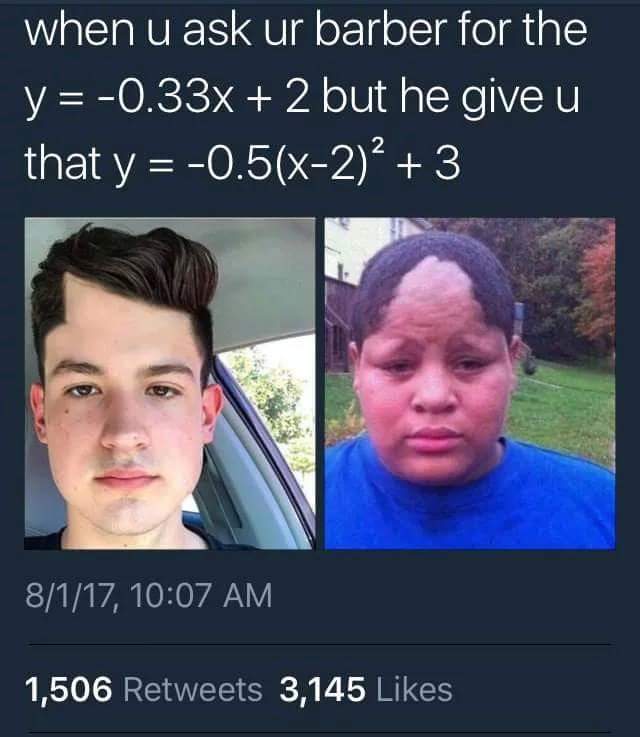 when u ask ur barber for the
y = -0.33x + 2 but he give u
that y = -0.5(x-2)² + 3
8/1/17, 10:07 AM
1,506 Retweets 3,145 Likes